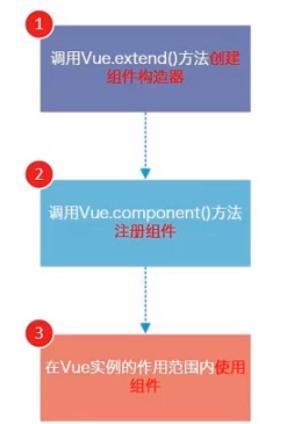 1
调用Vue.extend()方法创建
组件构造器
2
调用Vue.component()方法
注册组件
3
在Vue实例的作用范围内使用
组件